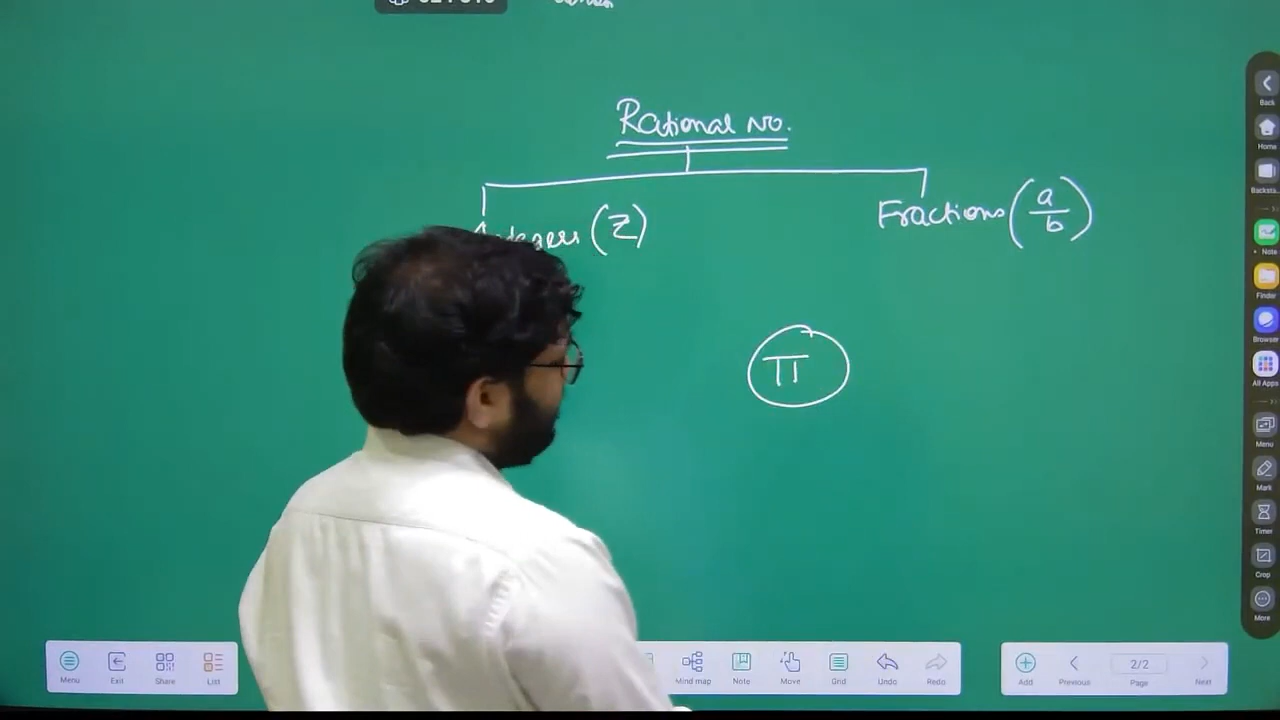 Rational No.
Integers (Z)
Fractions (a/b)
π
Back
Home
Note
Finder
Browser
All Apps
Menu
Mark
Timer
Crop
More
Menu Exit Share List Mind map Note Move Grid Undo Redo Add Previous 2/2 Page Next